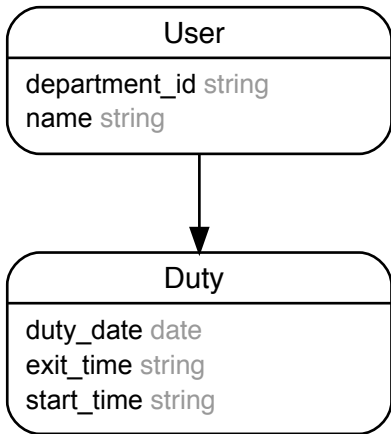 User
department_id string
name string
Duty
duty_date date
exit_time string
start_time string